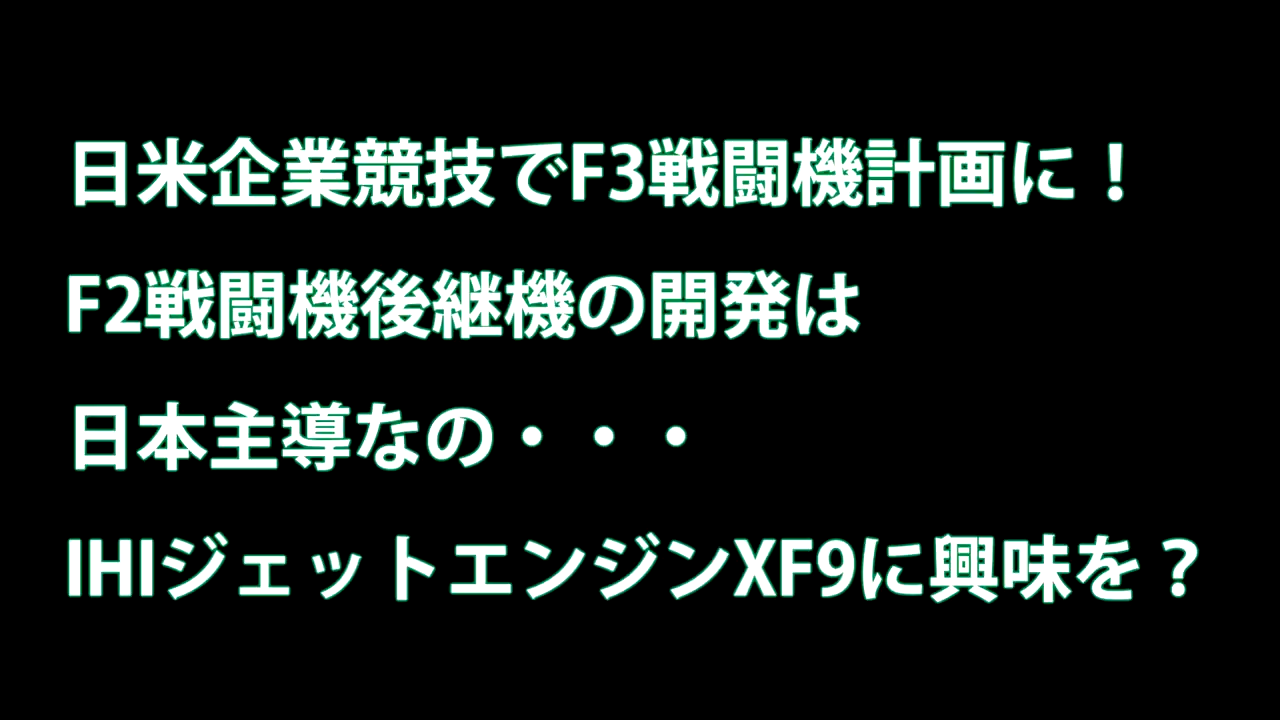 日米企業競技でF3戦闘機計画に！
F2戦闘機後継機の開発は
日本主導なの・・・
IHIジェットエンジンXF9に興味を？